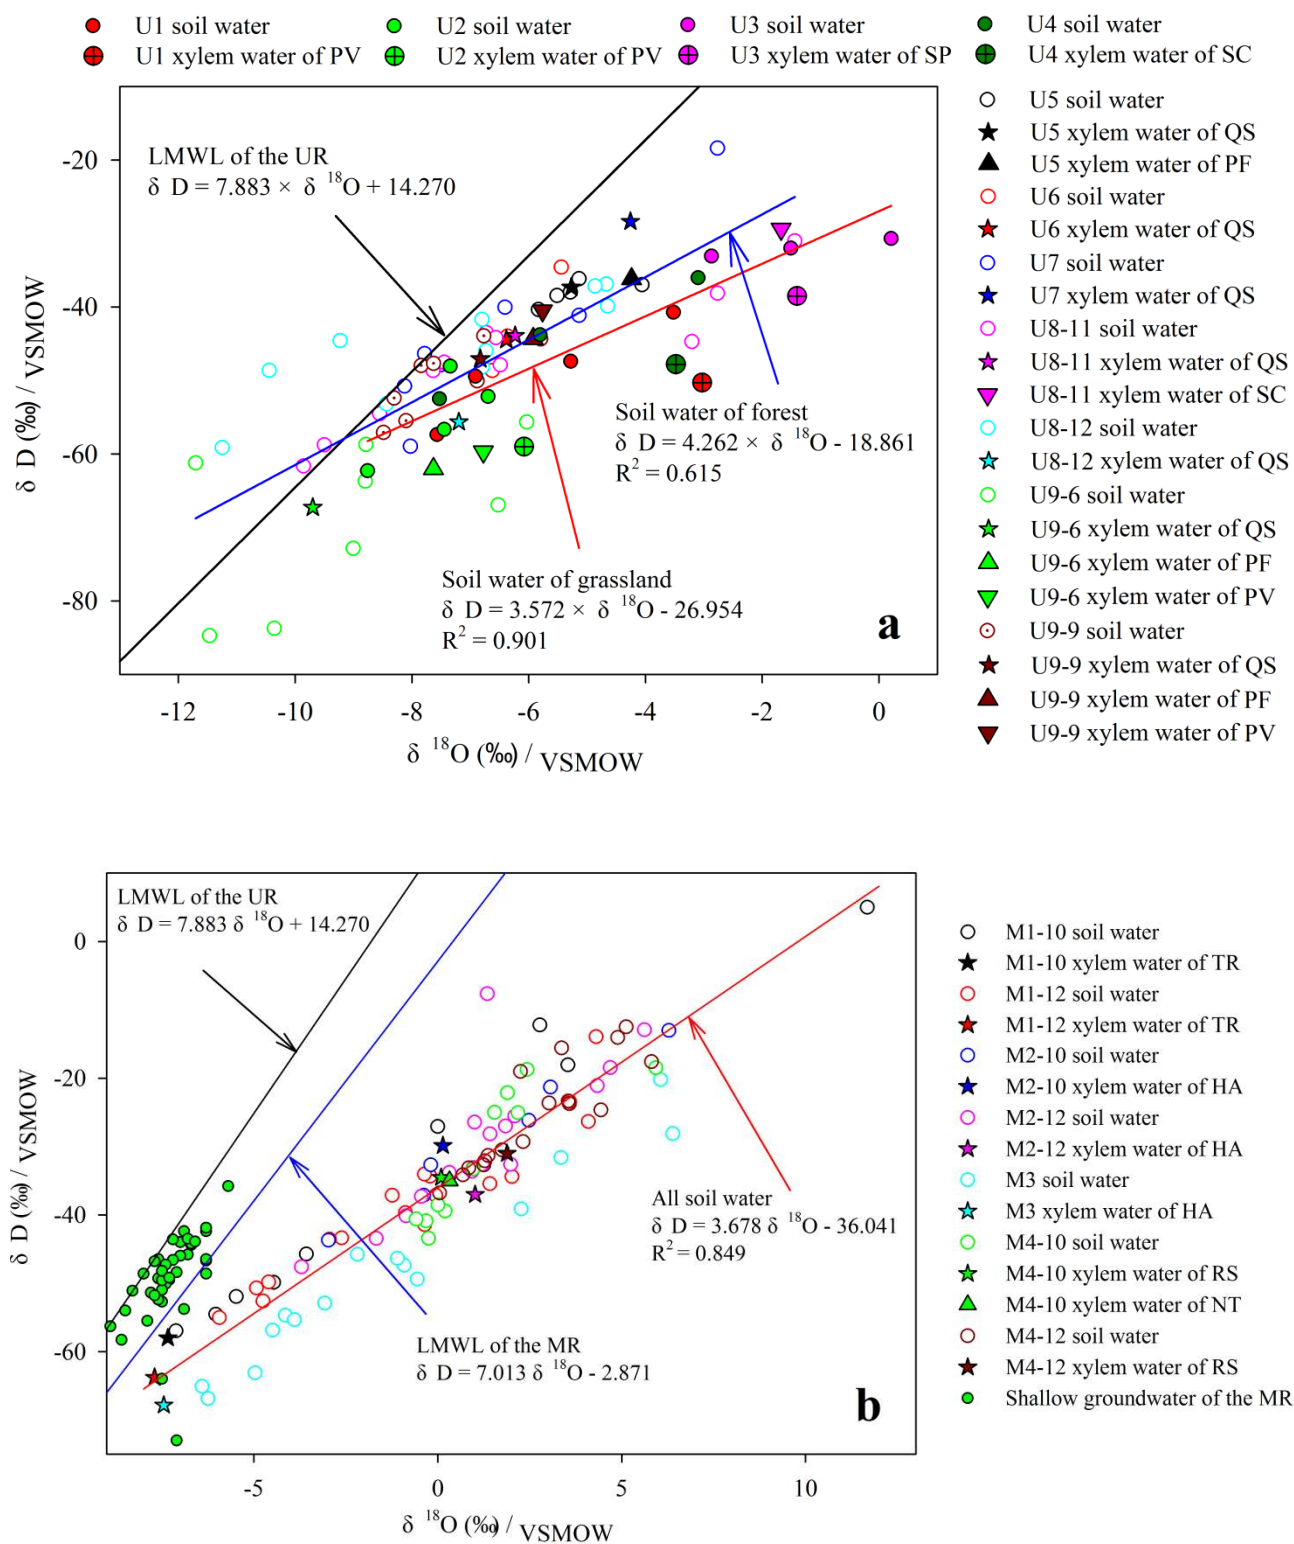 U1 soil water
U2 soil water
U3 soil water
U4 soil water
U1 xylem water of PV
U2 xylem water of PV
U3 xylem water of SP
U4 xylem water of SC
U5 soil water
U5 xylem water of QS
U5 xylem water of PF
U6 soil water
U6 xylem water of QS
U7 soil water
U7 xylem water of QS
U8-11 soil water
U8-11 xylem water of QS
U8-11 xylem water of SC
U8-12 soil water
U8-12 xylem water of QS
U9-6 soil water
U9-6 xylem water of QS
U9-6 xylem water of PF
U9-6 xylem water of PV
U9-9 soil water
U9-9 xylem water of QS
U9-9 xylem water of PF
U9-9 xylem water of PV
LMWL of the UR
δ D = 7.883 × δ ¹⁸O + 14.270
Soil water of forest
δ D = 4.262 × δ ¹⁸O - 18.861
R² = 0.615
Soil water of grassland
δ D = 3.572 × δ ¹⁸O - 26.954
R² = 0.901
a
-20
-40
-60
-80
δ D (‰) / VSMOW
-12 -10 -8 -6 -4 -2 0
δ ¹⁸O (‰) / VSMOW
LMWL of the UR
δ D = 7.883 δ ¹⁸O + 14.270
All soil water
δ D = 3.678 δ ¹⁸O - 36.041
R² = 0.849
LMWL of the MR
δ D = 7.013 δ ¹⁸O - 2.871
b
0
-20
-40
-60
δ D (‰) / VSMOW
-5 0 5 10
δ ¹⁸O (‰) / VSMOW
M1-10 soil water
M1-10 xylem water of TR
M1-12 soil water
M1-12 xylem water of TR
M2-10 soil water
M2-10 xylem water of HA
M2-12 soil water
M2-12 xylem water of HA
M3 soil water
M3 xylem water of HA
M4-10 soil water
M4-10 xylem water of RS
M4-10 xylem water of NT
M4-12 soil water
M4-12 xylem water of RS
Shallow groundwater of the MR